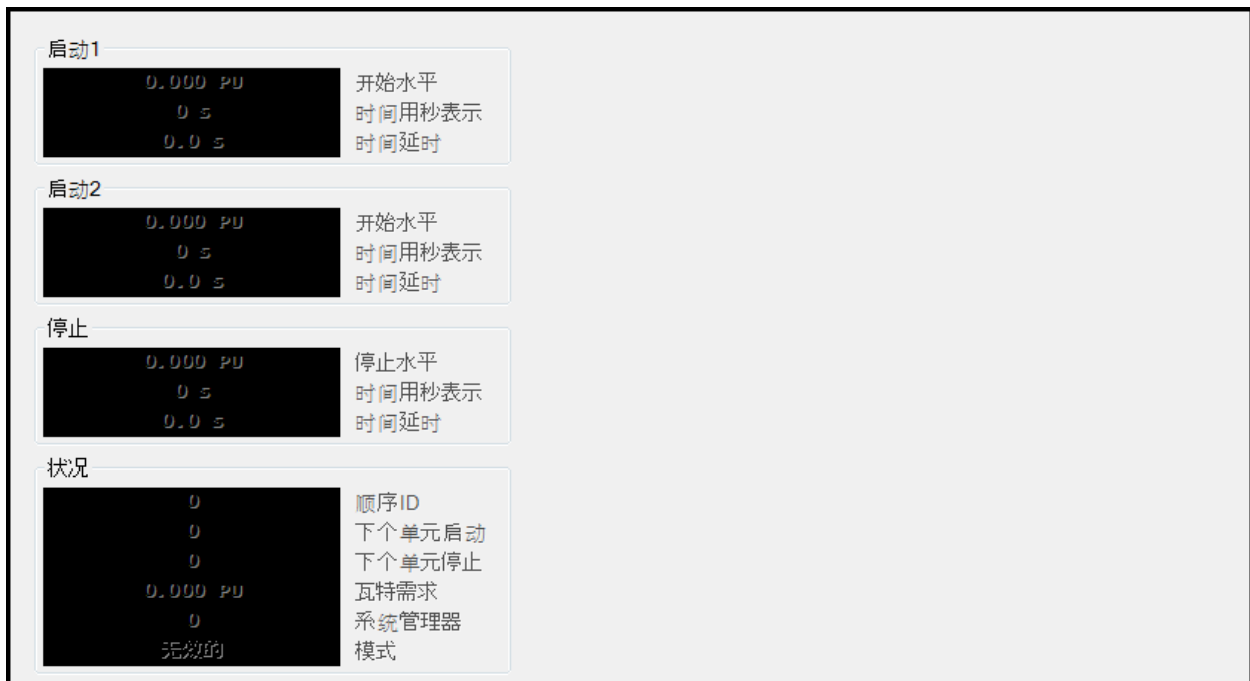 启动1
0.000 PU 开始水平
0 s 时间用秒表示
0.0 s 时间延时
启动2
0.000 PU 开始水平
0 s 时间用秒表示
0.0 s 时间延时
停止
0.000 PU 停止水平
0 s 时间用秒表示
0.0 s 时间延时
状况
0 顺序ID
0 下个单元启动
0 下个单元停止
0.000 PU 瓦特需求
0 系统管理器
无效的 模式